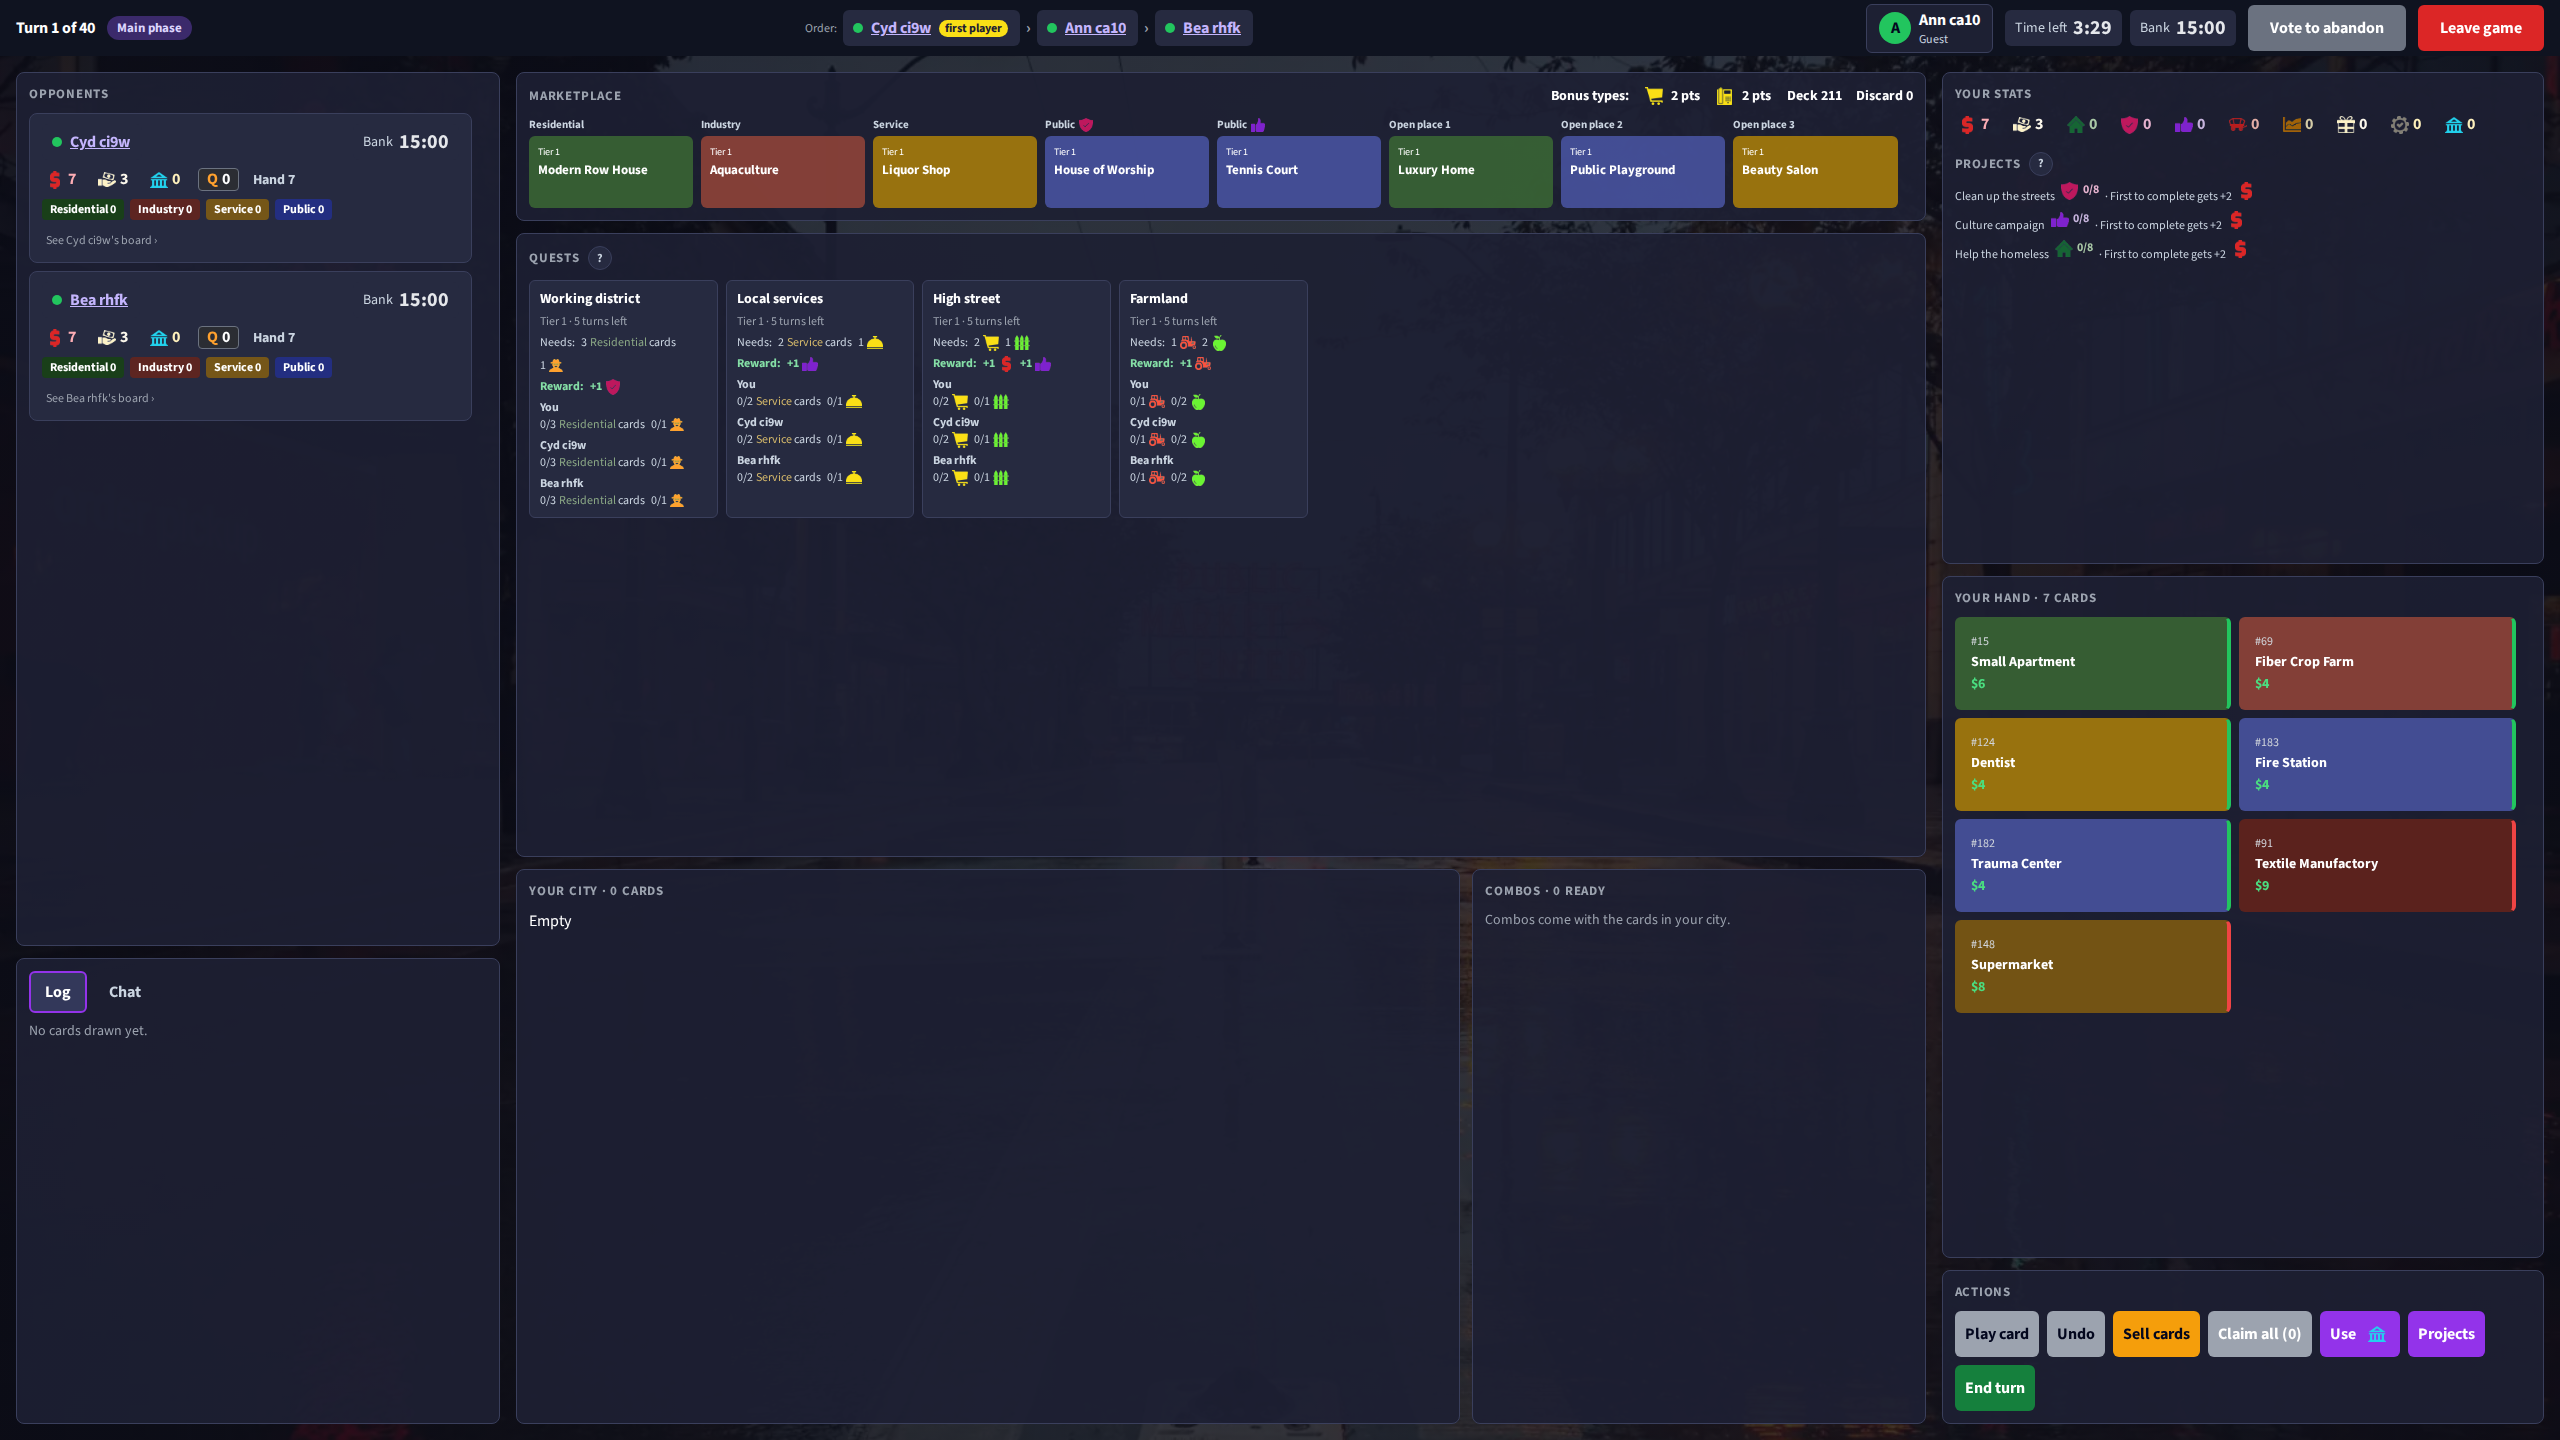 Turn 1 of 40 Main phase
Order: Cyd ci9w first player › Ann ca10 › Bea rhfk
A Ann ca10
Guest
Time left 3:29 Bank 15:00 Vote to abandon Leave game
OPPONENTS
Cyd ci9w Bank 15:00
7 3 0 Q 0 Hand 7
Residential 0 Industry 0 Service 0 Public 0
See Cyd ci9w's board ›
Bea rhfk Bank 15:00
7 3 0 Q 0 Hand 7
Residential 0 Industry 0 Service 0 Public 0
See Bea rhfk's board ›
Log Chat
No cards drawn yet.
MARKETPLACE Bonus types: 2 pts 2 pts Deck 211 Discard 0
Residential Industry Service Public Public Open place 1 Open place 2 Open place 3
Tier 1 Tier 1 Tier 1 Tier 1 Tier 1 Tier 1 Tier 1 Tier 1
Modern Row House Aquaculture Liquor Shop House of Worship Tennis Court Luxury Home Public Playground Beauty Salon
QUESTS ?
Working district
Tier 1 · 5 turns left
Needs: 3 Residential cards
1
Reward: +1
You
0/3 Residential cards 0/1
Cyd ci9w
0/3 Residential cards 0/1
Bea rhfk
0/3 Residential cards 0/1
Local services
Tier 1 · 5 turns left
Needs: 2 Service cards 1
Reward: +1
You
0/2 Service cards 0/1
Cyd ci9w
0/2 Service cards 0/1
Bea rhfk
0/2 Service cards 0/1
High street
Tier 1 · 5 turns left
Needs: 2 1
Reward: +1 $ +1
You
0/2 0/1
Cyd ci9w
0/2 0/1
Bea rhfk
0/2 0/1
Farmland
Tier 1 · 5 turns left
Needs: 1 2
Reward: +1
You
0/1 0/2
Cyd ci9w
0/1 0/2
Bea rhfk
0/1 0/2
YOUR CITY · 0 CARDS
Empty
COMBOS · 0 READY
Combos come with the cards in your city.
YOUR STATS
$ 7 3 0 0 0 0 0 0 0 0
PROJECTS ?
Clean up the streets 0/8 · First to complete gets +2 $
Culture campaign 0/8 · First to complete gets +2 $
Help the homeless 0/8 · First to complete gets +2 $
YOUR HAND · 7 CARDS
#15
Small Apartment
$6
#69
Fiber Crop Farm
$4
#124
Dentist
$4
#183
Fire Station
$4
#182
Trauma Center
$4
#91
Textile Manufactory
$9
#148
Supermarket
$8
ACTIONS
Play card Undo Sell cards Claim all (0) Use Projects
End turn